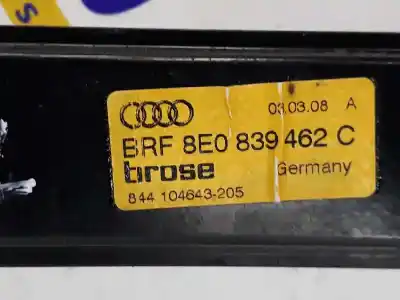 S
03.03.08 A
BRF 8E0 839 462 C
brose
Germany
844 104643-205